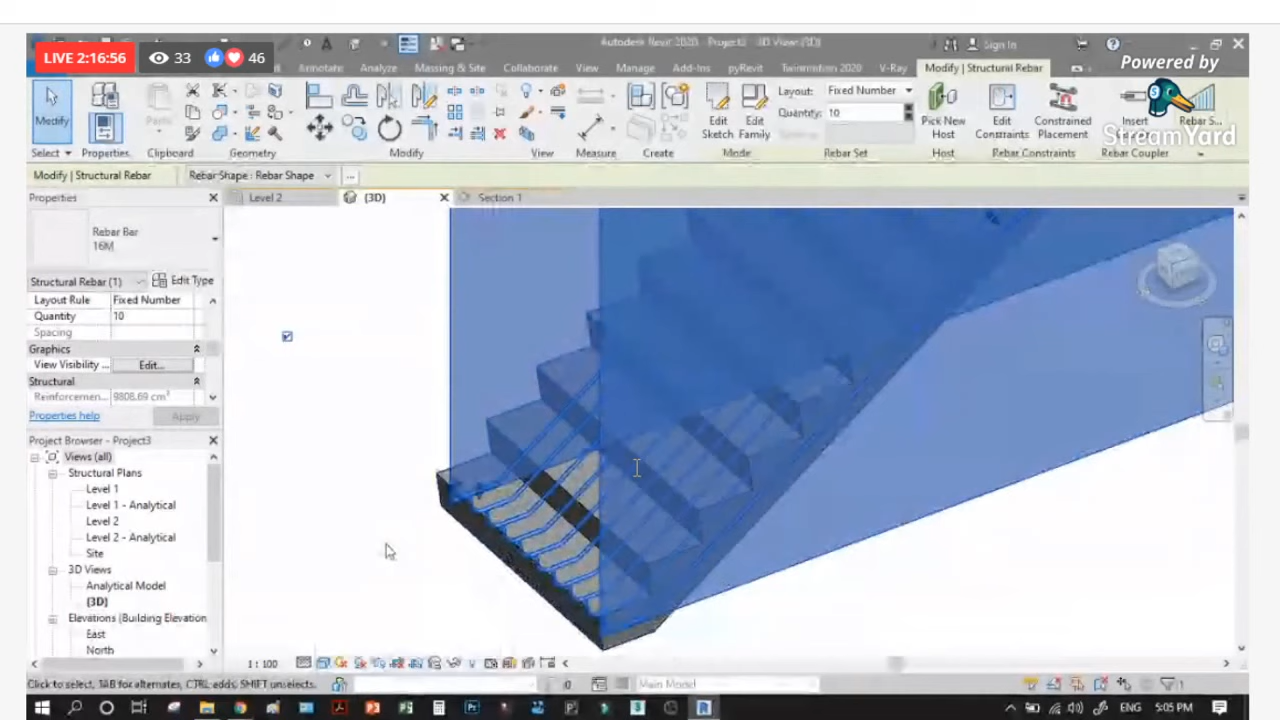 Autodesk Revit 2020 Project3 3D View: {3D} Sign In
LIVE 2:16:56 33 46
Annotate Analyze Massing & Site Collaborate View Manage Add-Ins pyRevit Twinmotion 2020 V-Ray Modify | Structural Rebar
Powered by
StreamYard
Modify
Paste
Edit Sketch
Edit Family
Layout: Fixed Number
Quantity: 10
Pick New Host
Edit Constraints
Constrained Placement
Insert
Rebar S...
Select Properties Clipboard Geometry Modify View Measure Create Mode Rebar Set Host Rebar Constraints Rebar Coupler
Modify | Structural Rebar Rebar Shape : Rebar Shape ...
Properties
Level 2 {3D} Section 1
Rebar Bar
16M
Structural Rebar (1) Edit Type
Layout Rule Fixed Number
Quantity 10
Spacing
Graphics
View Visibility ... Edit...
Structural
Reinforcemen... 9808.69 cm³
Properties help Apply
Project Browser - Project3
Views (all)
Structural Plans
Level 1
Level 1 - Analytical
Level 2
Level 2 - Analytical
Site
3D Views
Analytical Model
{3D}
Elevations (Building Elevation
East
North
1 : 100
Click to select, TAB for alternates, CTRL adds, SHIFT unselects. :0 Main Model :1
ENG 5:05 PM